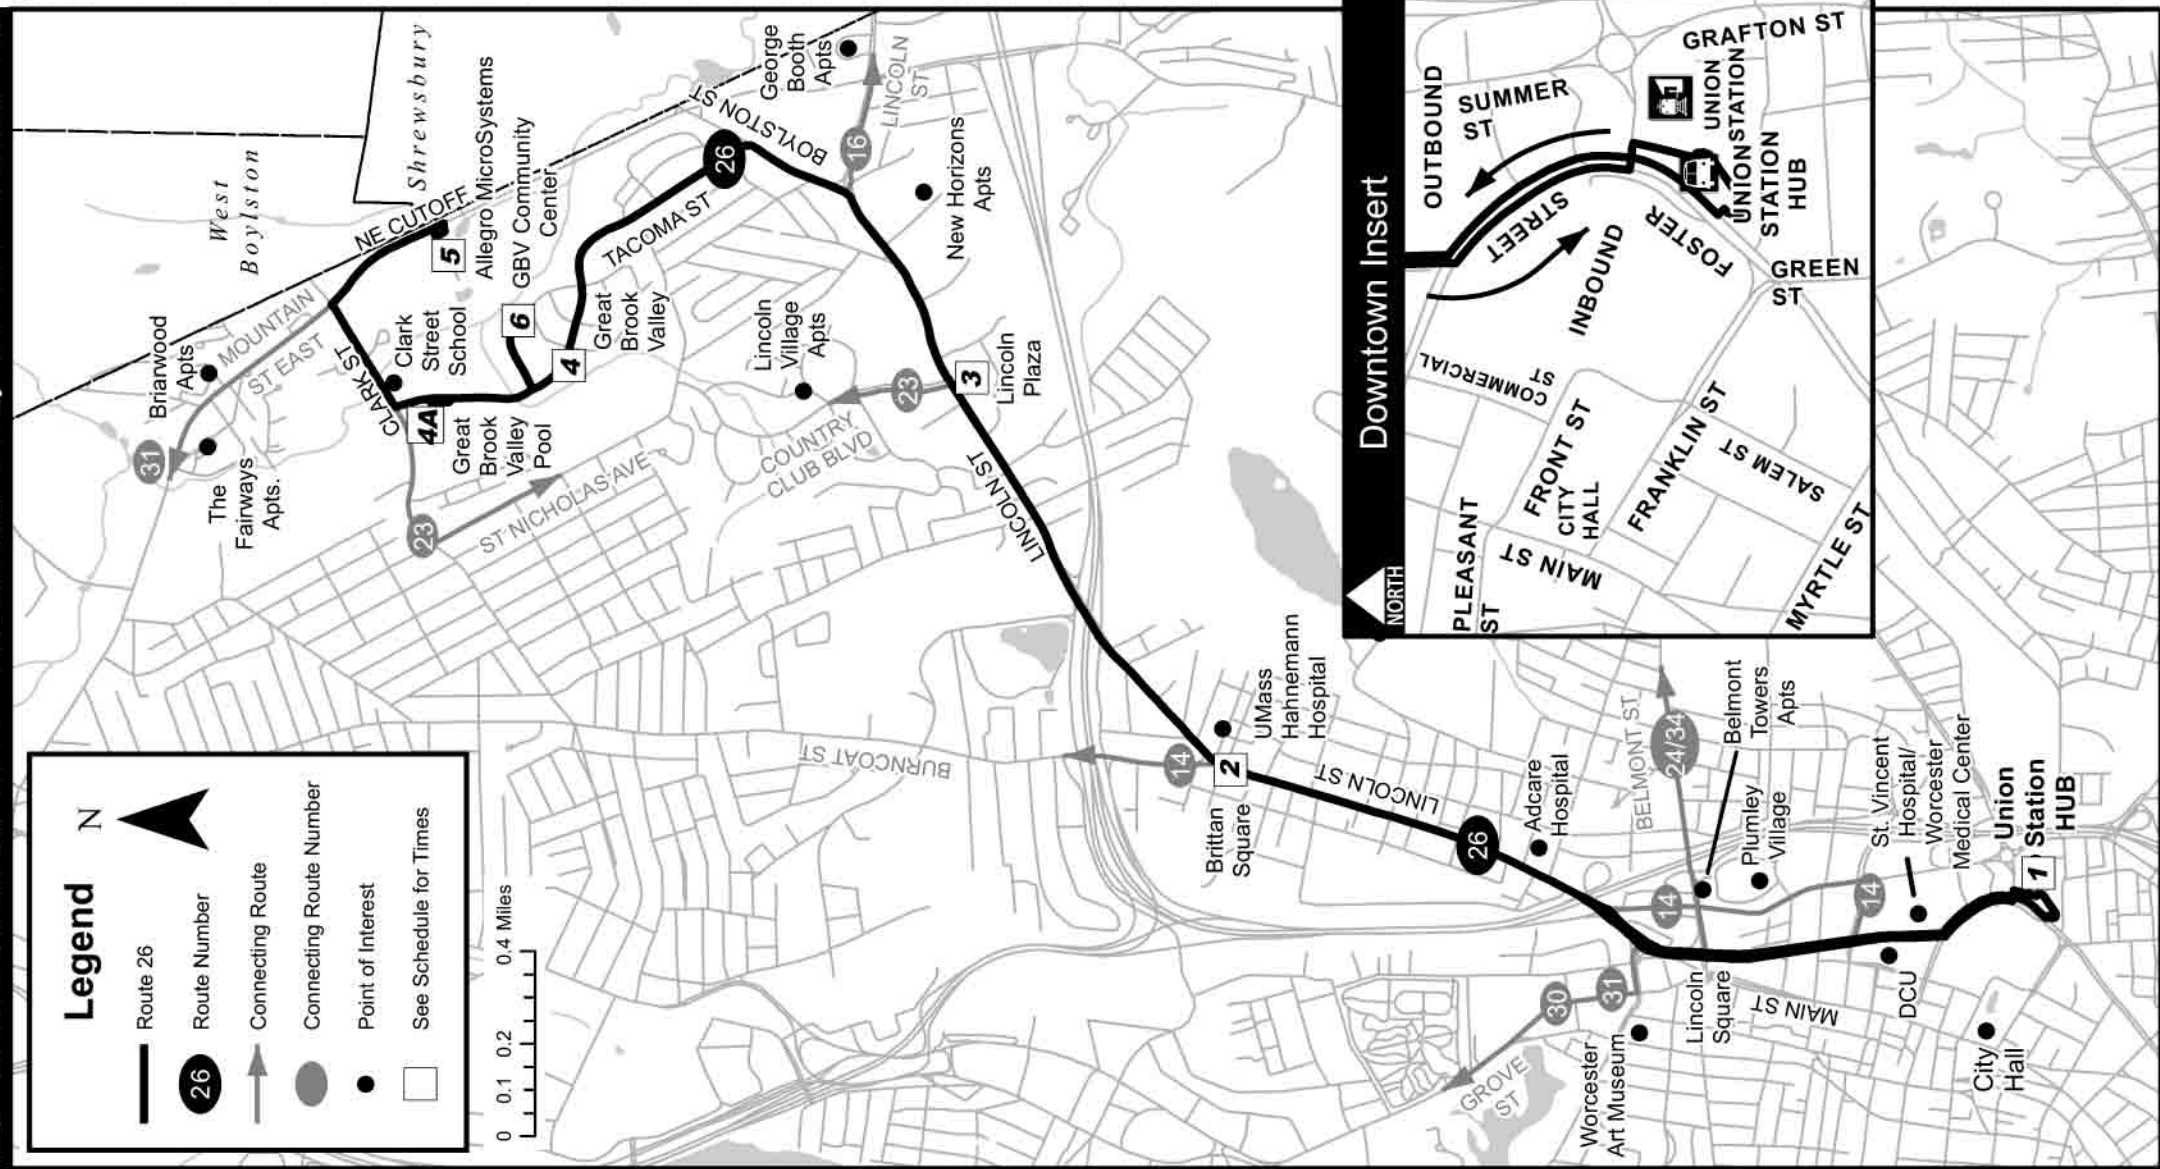 Legend
N
Route 26
26
Route Number
Connecting Route
Connecting Route Number
Point of Interest
See Schedule for Times
0
0.1
0.2
0.4 Miles
West
Boylston
Shrewsbury
Briarwood
Apts
31
The
Fairways
Apts.
MOUNTAIN
ST EAST
NE CUTOFF
5
Allegro MicroSystems
CLARK ST
Clark
Street
School
4A
Great
Brook
Valley
Pool
6
GBV Community
Center
4
Great
Brook
Valley
TACOMA ST
26
BOYLSTON ST
George
Booth
Apts
16
LINCOLN
ST
New Horizons
Apts
23
ST NICHOLAS AVE
Lincoln
Village
Apts
23
COUNTRY
CLUB BLVD
3
Lincoln
Plaza
LINCOLN ST
BURNCOAT ST
14
2
Brittan
Square
UMass
Hahnemann
Hospital
LINCOLN ST
26
Adcare
Hospital
BELMONT ST
24/34
Belmont
Towers
Apts
Plumley
Village
14
14
St. Vincent
Hospital/
Worcester
Medical Center
Union
Station
HUB
1
30
31
GROVE
ST
Worcester
Art Museum
Lincoln
Square
MAIN ST
DCU
City
Hall
Downtown Insert
NORTH
OUTBOUND
SUMMER
ST
GRAFTON ST
UNION
STATION
UNION
STATION
HUB
STREET
FOSTER
INBOUND
GREEN
ST
COMMERCIAL
ST
FRONT ST
CITY
HALL
FRANKLIN ST
SALEM ST
PLEASANT
ST
MAIN ST
MYRTLE ST